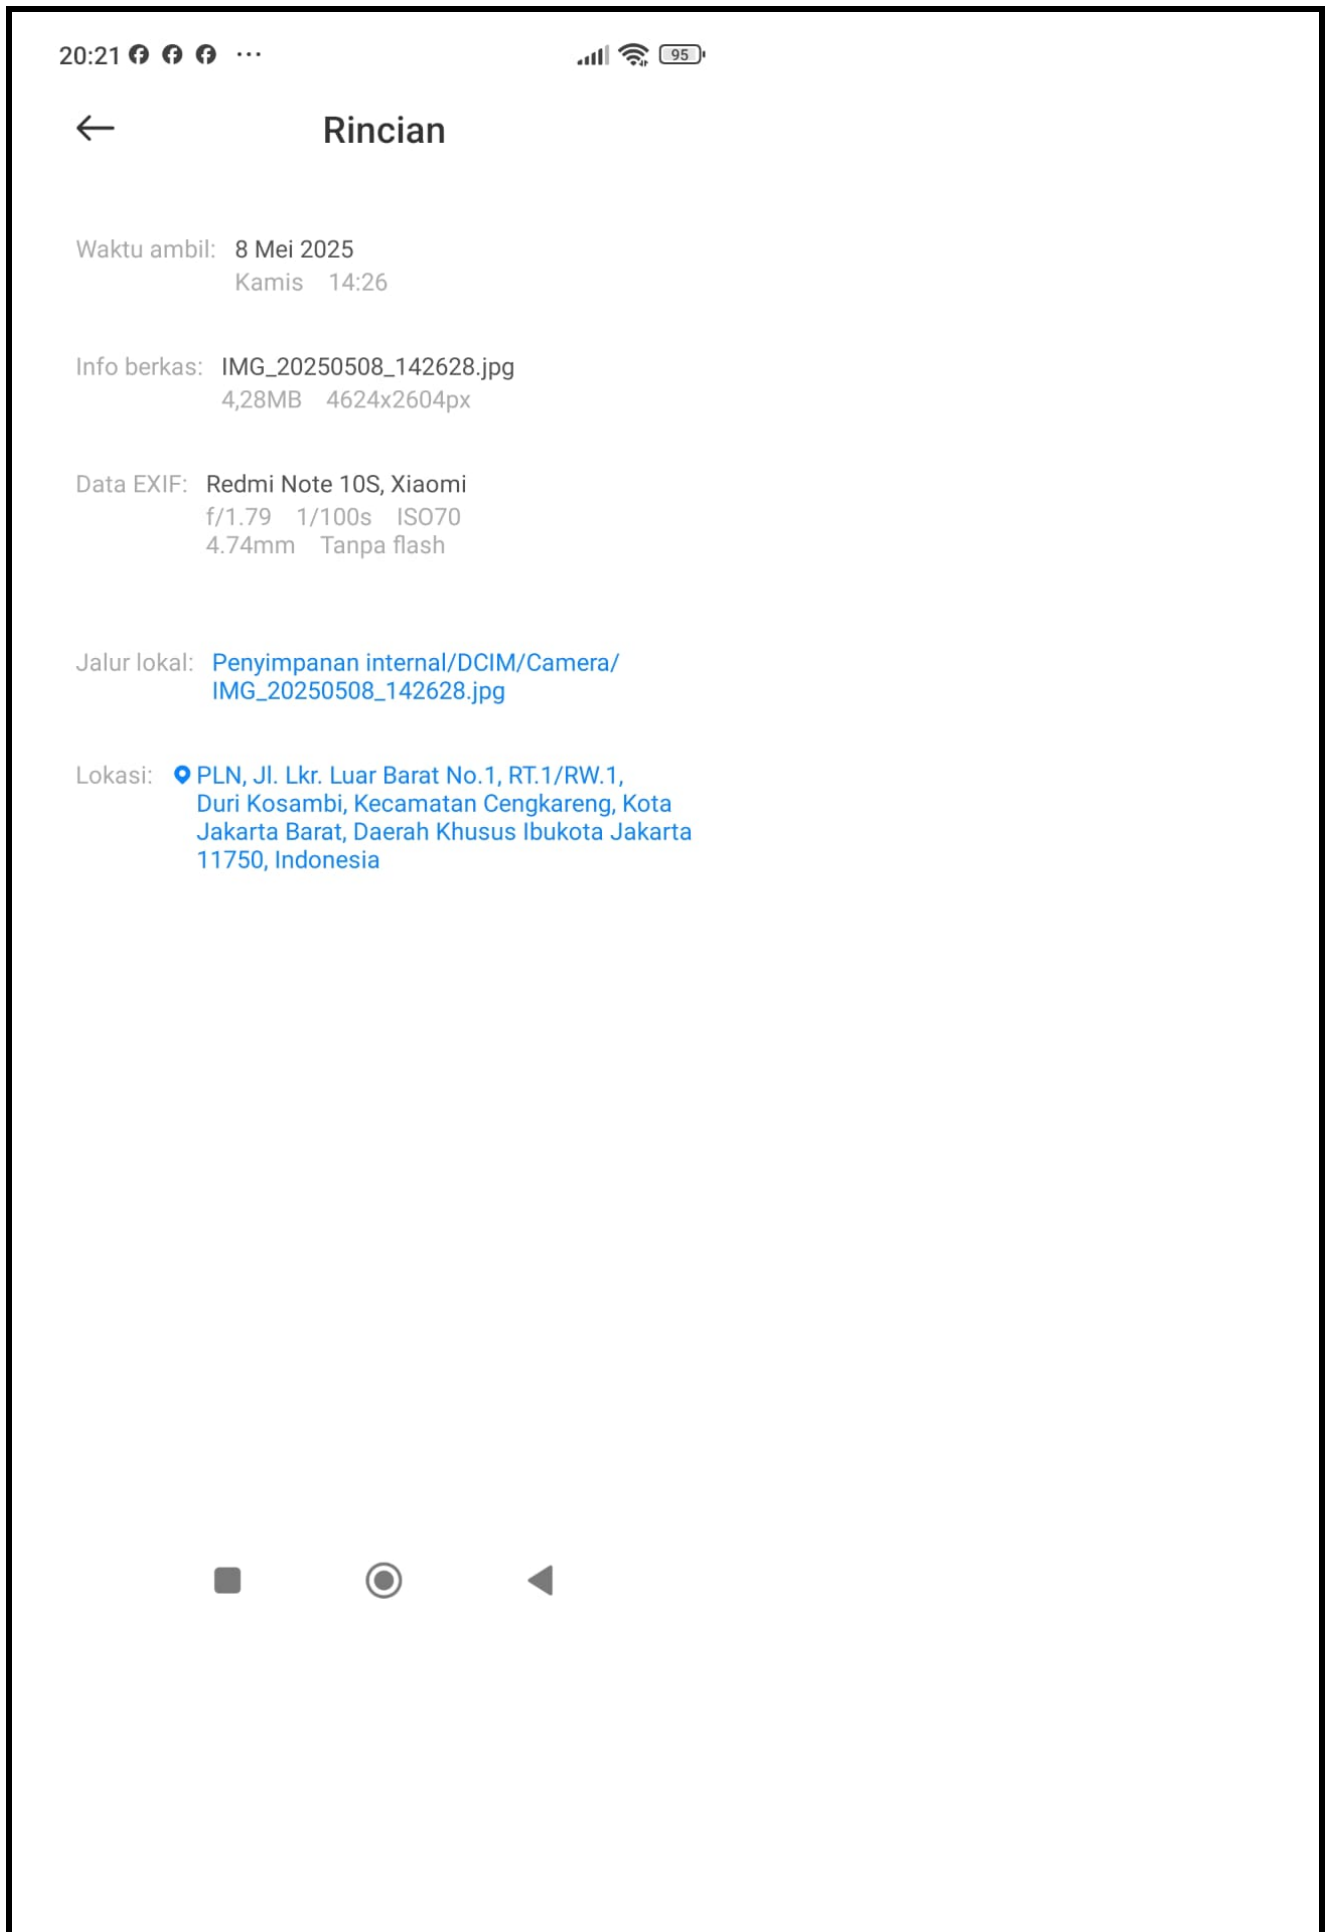 20:21 ... 95
Rincian
Waktu ambil: 8 Mei 2025
Kamis 14:26
Info berkas: IMG_20250508_142628.jpg
4,28MB 4624x2604px
Data EXIF: Redmi Note 10S, Xiaomi
f/1.79 1/100s ISO70
4.74mm Tanpa flash
Jalur lokal: Penyimpanan internal/DCIM/Camera/
IMG_20250508_142628.jpg
Lokasi: PLN, Jl. Lkr. Luar Barat No.1, RT.1/RW.1,
Duri Kosambi, Kecamatan Cengkareng, Kota
Jakarta Barat, Daerah Khusus Ibukota Jakarta
11750, Indonesia